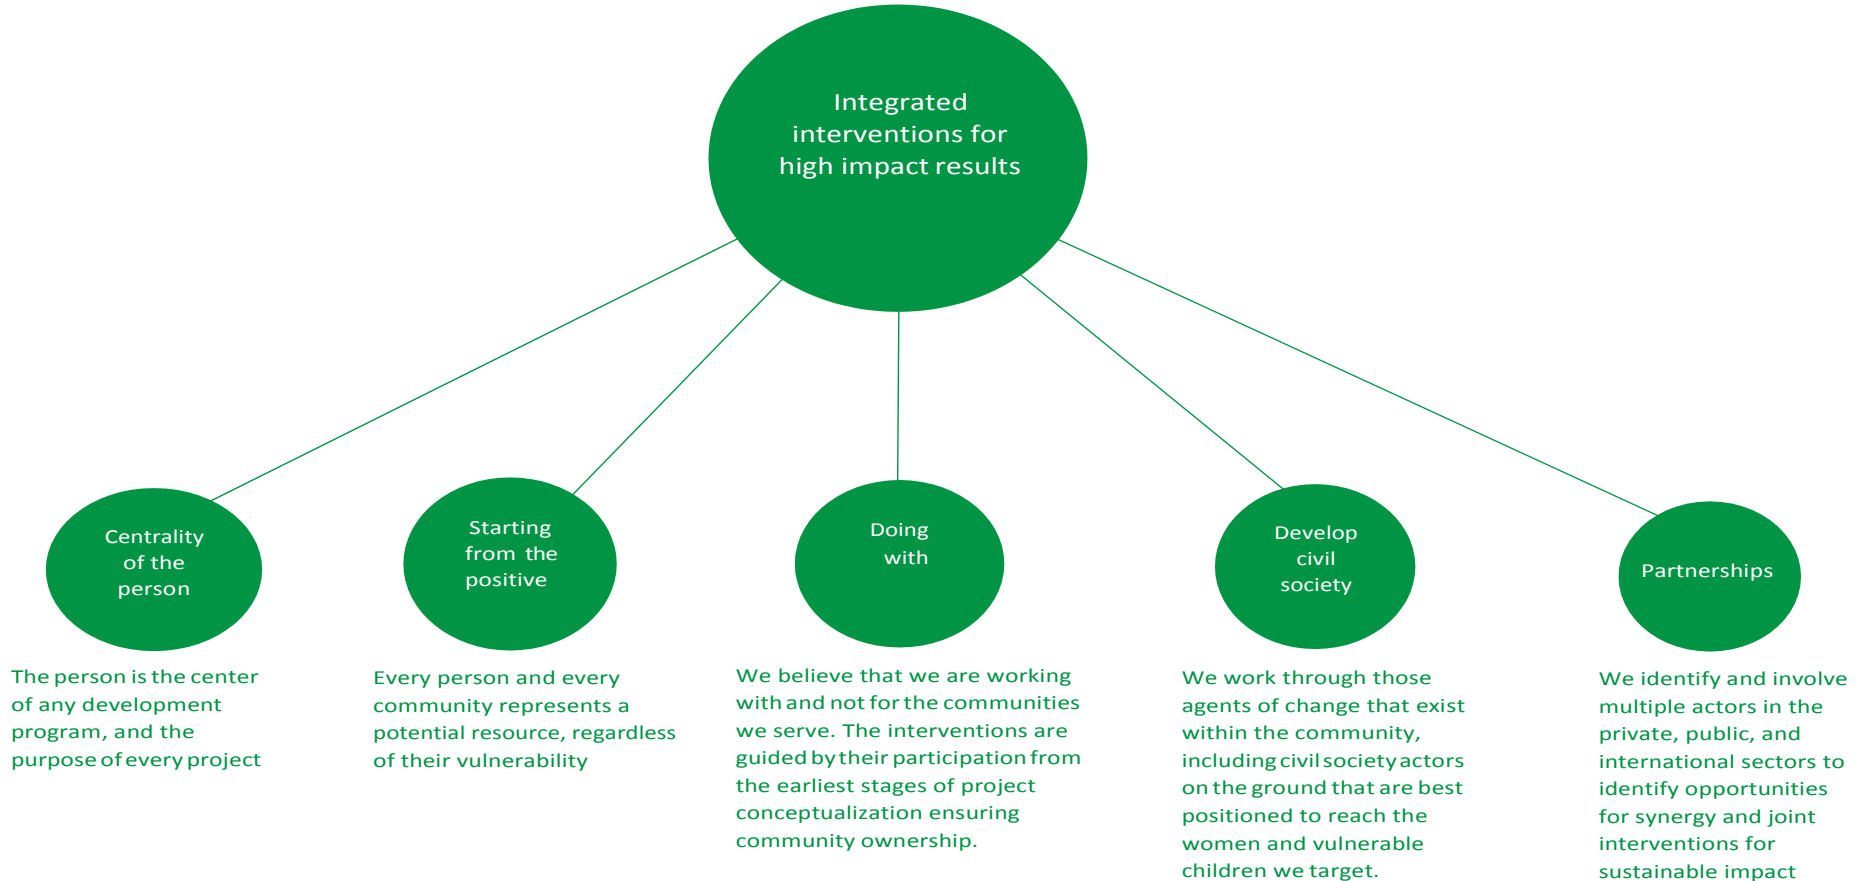 Integrated
interventions for
high impact results
Centrality
of the
person
Starting
from the
positive
Doing
with
Develop
civil
society
Partnerships
The person is the center
of any development
program, and the
purpose of every project
Every person and every
community represents a
potential resource, regardless
of their vulnerability
We believe that we are working
with and not for the communities
we serve. The interventions are
guided by their participation from
the earliest stages of project
conceptualization ensuring
community ownership.
We work through those
agents of change that exist
within the community,
including civil society actors
on the ground that are best
positioned to reach the
women and vulnerable
children we target.
We identify and involve
multiple actors in the
private, public, and
international sectors to
identify opportunities
for synergy and joint
interventions for
sustainable impact